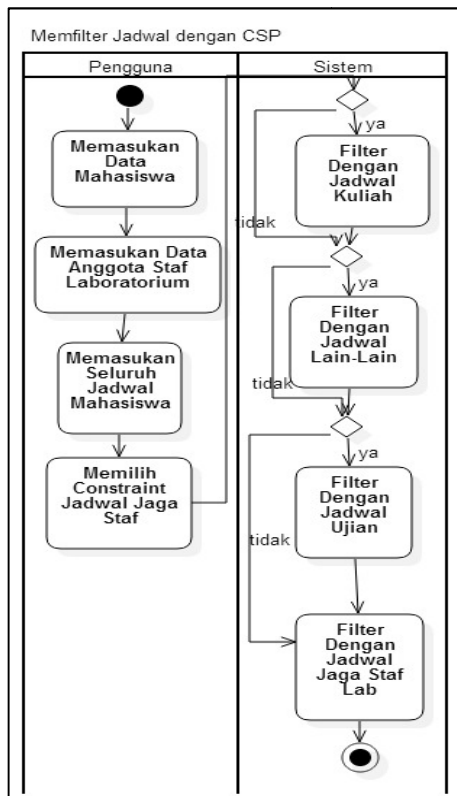 Memfilter Jadwal dengan CSP
Pengguna
Sistem
Memasukan
Data
Mahasiswa
Memasukan Data
Anggota Staf
Laboratorium
Memasukan
Seluruh
Jadwal
Mahasiswa
Memilih
Constraint
Jadwal Jaga
Staf
ya
Filter
Dengan
Jadwal
Kuliah
tidak
ya
Filter
Dengan
Jadwal
Lain-Lain
tidak
ya
Filter
Dengan
Jadwal
Ujian
tidak
Filter
Dengan
Jadwal
Jaga Staf
Lab